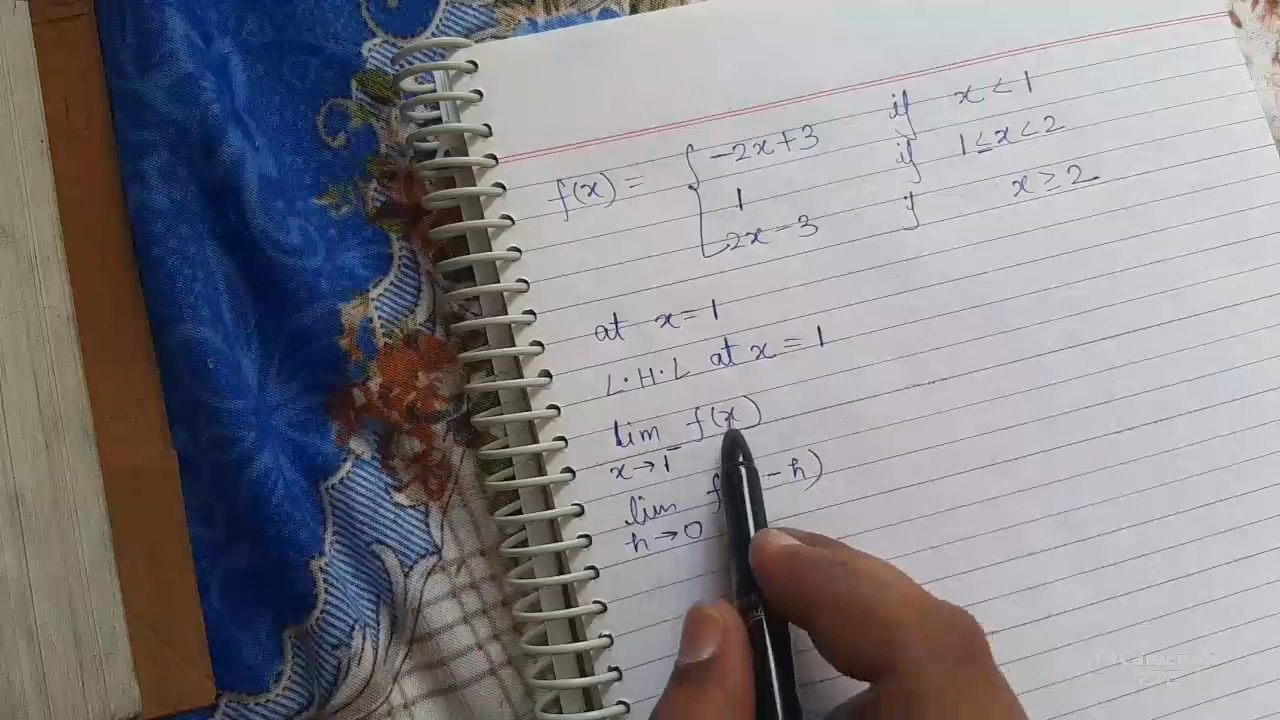 f(x) = { -2x+3 if x < 1
1 if 1 ≤ x < 2
2x-3 if x ≥ 2
at x = 1
L.H.L at x = 1
lim f(x)
x→1⁻
lim f( -h)
h→0